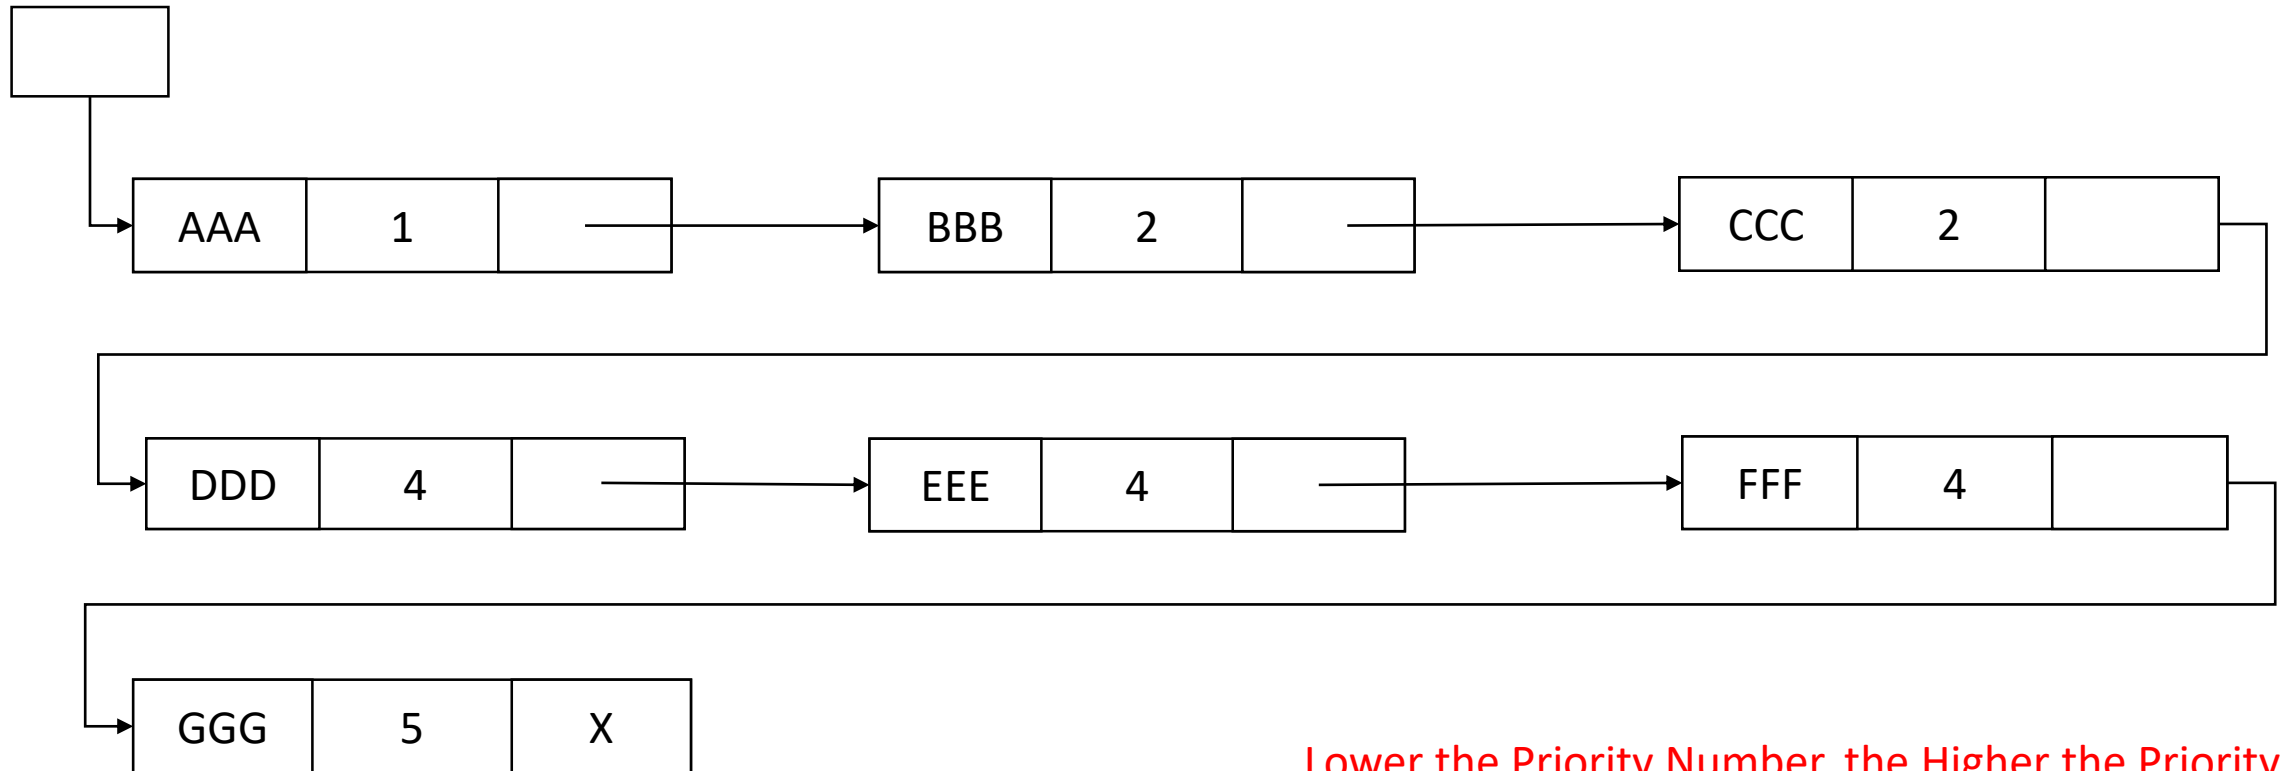 AAA 1 BBB 2 CCC 2
DDD 4 EEE 4 FFF 4
GGG 5 X
Lower the Priority Number, the Higher the Priority